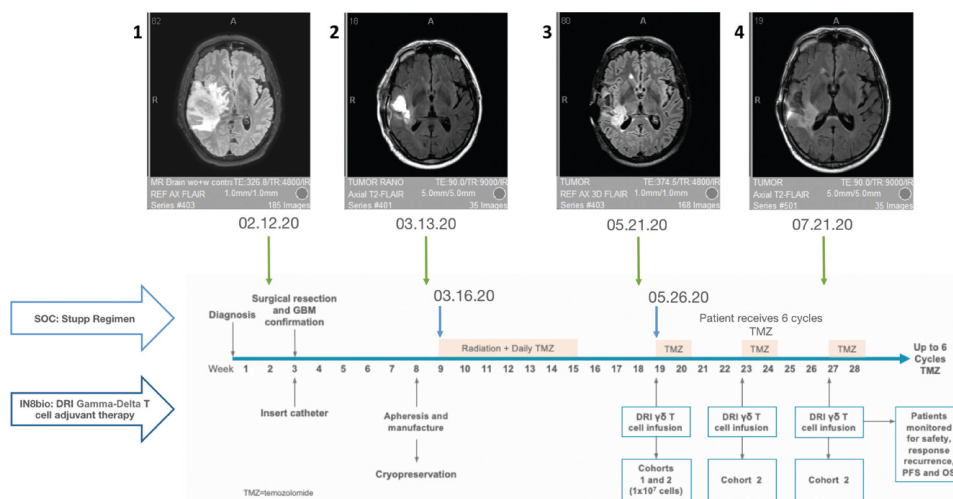 1
82
A
R
MR Brain wo+w contr TE:326.8/TR:4800/IR
REF AX FLAIR 1.0mm/1.0mm
Series #403 185 Images
02.12.20
2
18
A
R
TUMOR RANO TE:90.0/TR:9000/IR
Axial T2-FLAIR 5.0mm/5.0mm
Series #401 35 Images
03.13.20
3
80
A
R
TUMOR TE:374.5/TR:4800/IR
REF AX 3D FLAIR 1.0mm/1.0mm
Series #403 168 Images
05.21.20
4
19
A
R
TUMOR TE:90.0/TR:9000/IR
Axial T2-FLAIR 5.0mm/5.0mm
Series #501 35 Images
07.21.20
SOC: Stupp Regimen
Diagnosis
Surgical resection
and GBM
confirmation
03.16.20
05.26.20
Patient receives 6 cycles
TMZ
Radiation + Daily TMZ
TMZ
TMZ
TMZ
Up to 6
Cycles
TMZ
Week 1 2 3 4 5 6 7 8 9 10 11 12 13 14 15 16 17 18 19 20 21 22 23 24 25 26 27 28
IN8bio: DRI Gamma-Delta T
cell adjuvant therapy
Insert catheter
Apheresis and
manufacture
Cryopreservation
DRI γδ T
cell infusion
DRI γδ T
cell infusion
DRI γδ T
cell infusion
Patients
monitored
for safety,
response
recurrence,
PFS and OS
Cohorts
1 and 2
(1x10⁷ cells)
Cohort 2
Cohort 2
TMZ=temozolomide